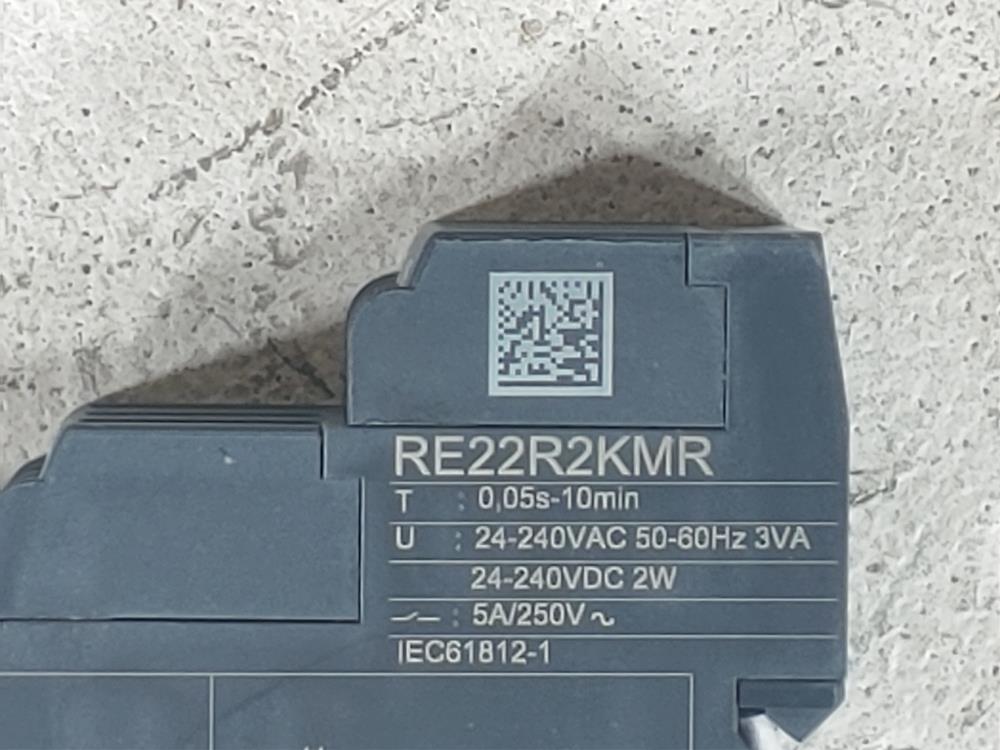 RE22R2KMR
T : 0,05s-10min
U : 24-240VAC 50-60Hz 3VA
24-240VDC 2W
: 5A/250V~
IEC61812-1